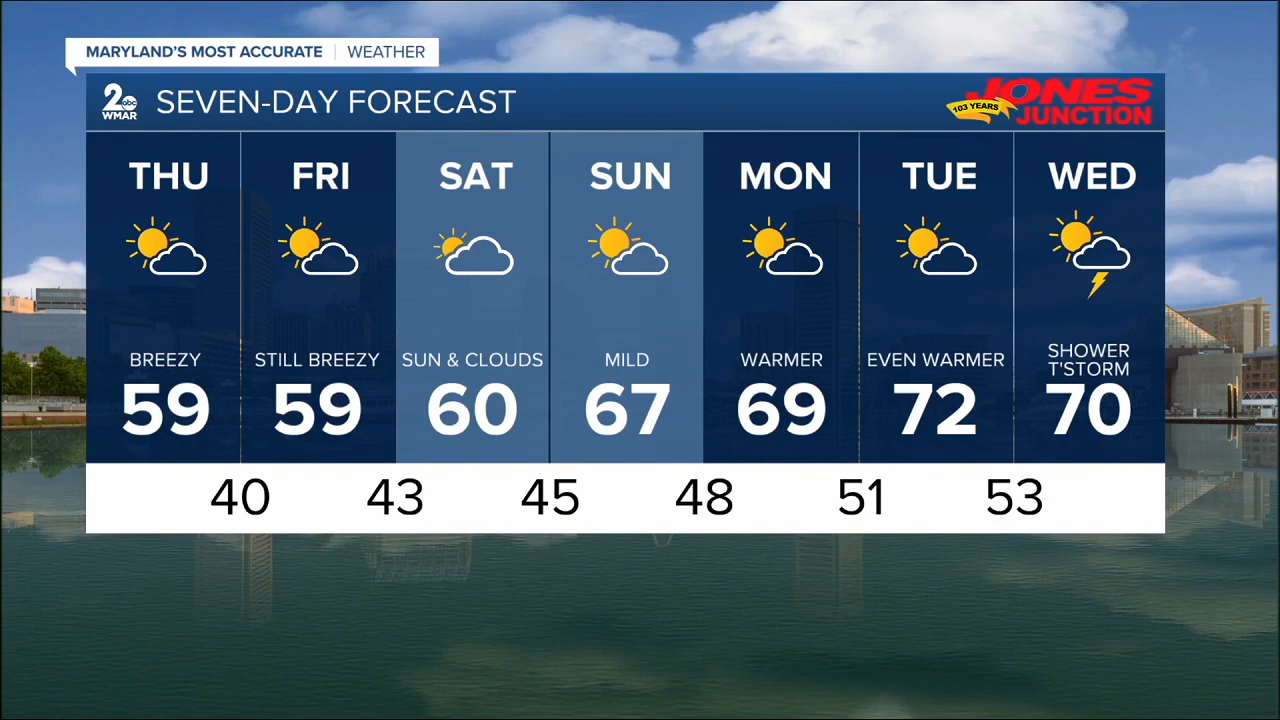 MARYLAND'S MOST ACCURATE | WEATHER
2 abc
WMAR
SEVEN-DAY FORECAST
103 YEARS
JONES
JUNCTION
THU FRI SAT SUN MON TUE WED
BREEZY STILL BREEZY SUN & CLOUDS MILD WARMER EVEN WARMER SHOWER
T'STORM
59 59 60 67 69 72 70
40 43 45 48 51 53